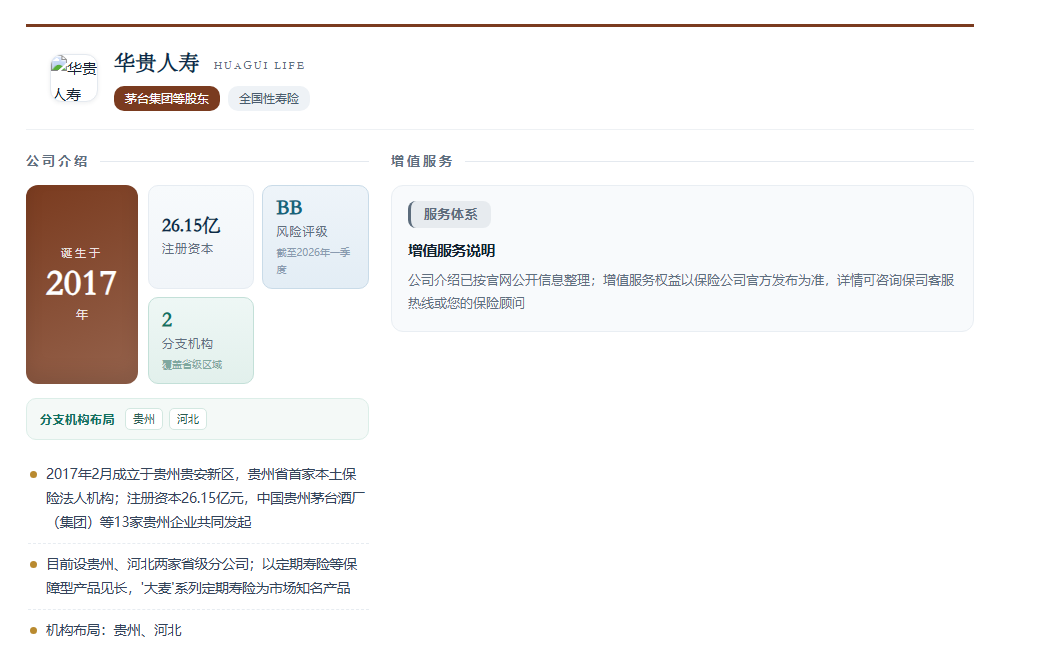 华贵人寿
华贵人寿 HUAGUI LIFE
茅台集团等股东 全国性寿险
公司介绍
诞生于
2017
年
26.15亿
注册资本
BB
风险评级
截至2026年一季
度
2
分支机构
覆盖省级区域
分支机构布局 贵州 河北
2017年2月成立于贵州贵安新区，贵州省首家本土保
险法人机构；注册资本26.15亿元，中国贵州茅台酒厂
（集团）等13家贵州企业共同发起
目前设贵州、河北两家省级分公司；以定期寿险等保
障型产品见长，'大麦'系列定期寿险为市场知名产品
机构布局：贵州、河北
增值服务
服务体系
增值服务说明
公司介绍已按官网公开信息整理；增值服务权益以保险公司官方发布为准，详情可咨询保司客服
热线或您的保险顾问